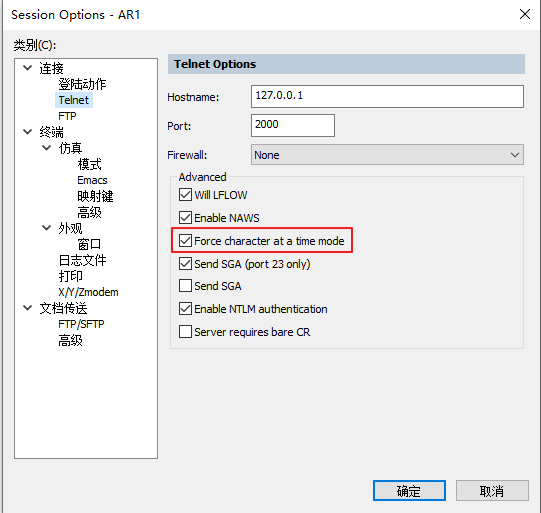 Session Options - AR1
类别(C):
连接
登陆动作
Telnet
FTP
终端
仿真
模式
Emacs
映射键
高级
外观
窗口
日志文件
打印
X/Y/Zmodem
文档传送
FTP/SFTP
高级
Telnet Options
Hostname: 127.0.0.1
Port: 2000
Firewall: None
Advanced
Will LFLOW
Enable NAWS
Force character at a time mode
Send SGA (port 23 only)
Send SGA
Enable NTLM authentication
Server requires bare CR
确定 取消